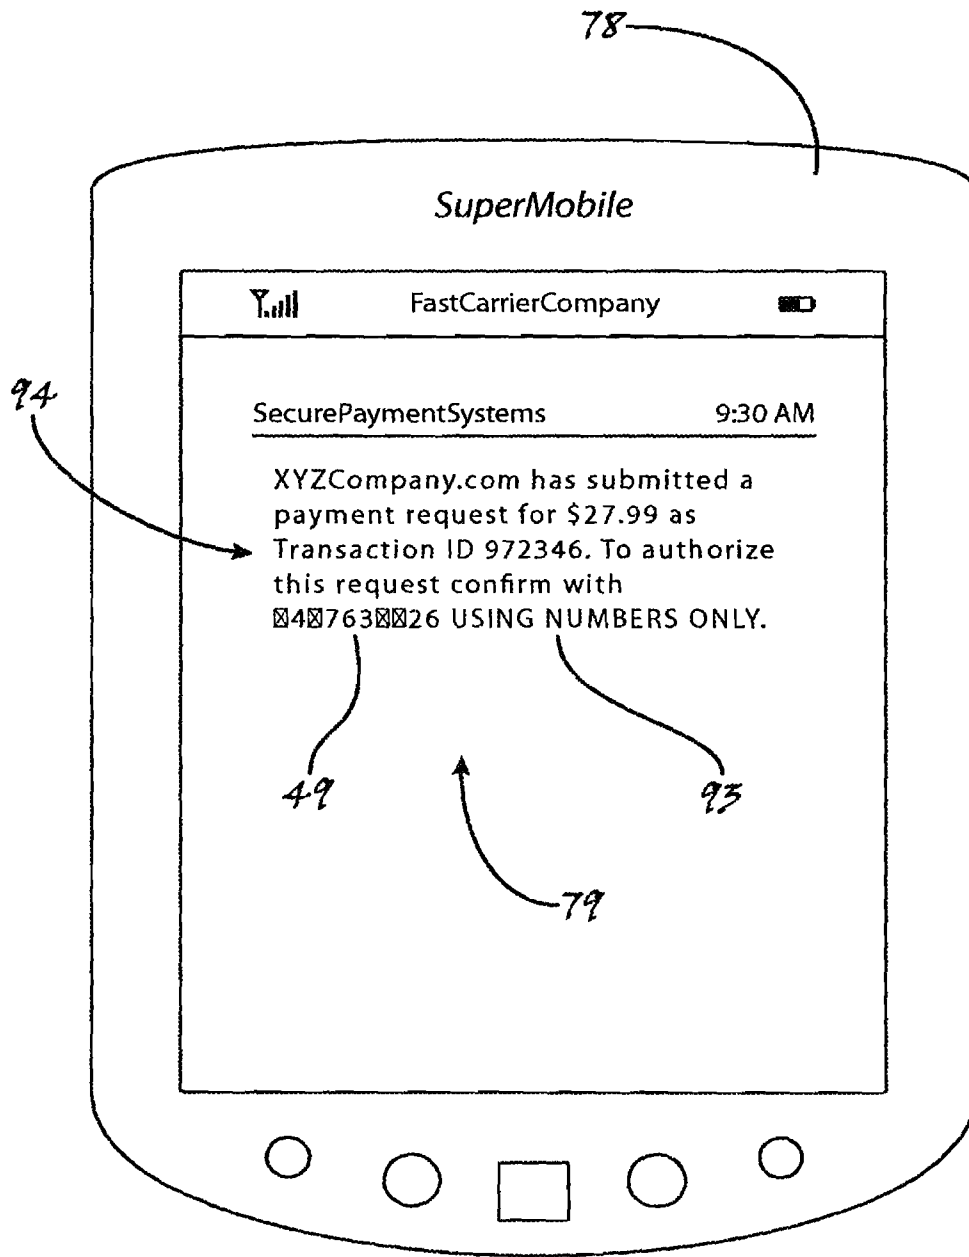 78
SuperMobile
FastCarrierCompany
94
SecurePaymentSystems 9:30 AM
XYZCompany.com has submitted a
payment request for $27.99 as
Transaction ID 972346. To authorize
this request confirm with
☒4☒763☒☒26 USING NUMBERS ONLY.
49
93
79